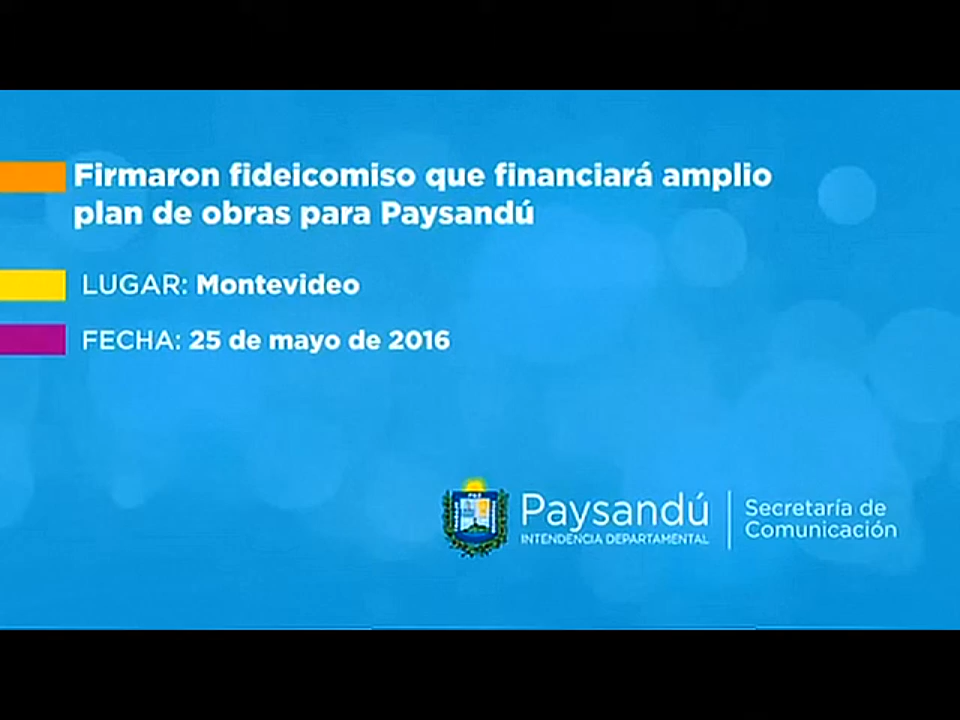 Firmaron fideicomiso que financiará amplio
plan de obras para Paysandú
LUGAR: Montevideo
FECHA: 25 de mayo de 2016
Paysandú
INTENDENCIA DEPARTAMENTAL
Secretaría de
Comunicación